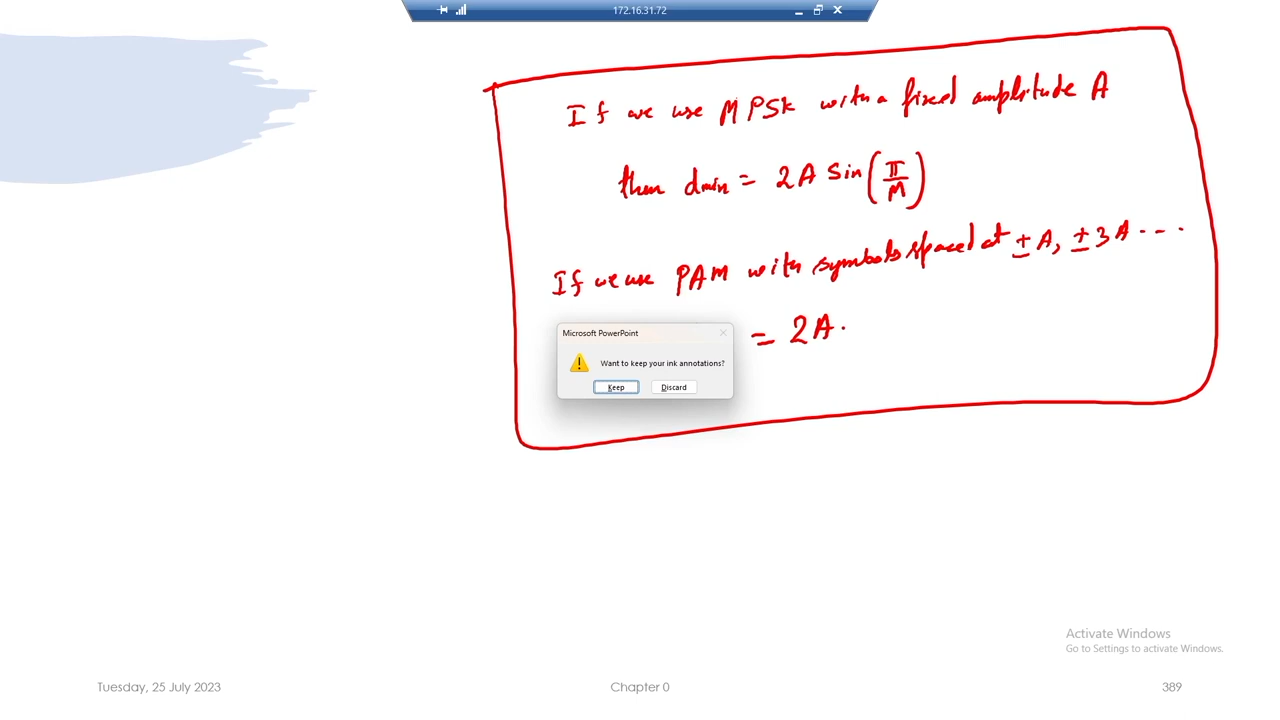 172.16.31.72
If we use MPSK with a fixed amplitude A
then dmin = 2A Sin(π/M)
If we use PAM with symbols spaced at ±A, ±3A ----
= 2A.
Microsoft PowerPoint
Want to keep your ink annotations?
Keep Discard
Activate Windows
Go to Settings to activate Windows.
Tuesday, 25 July 2023 Chapter 0 389